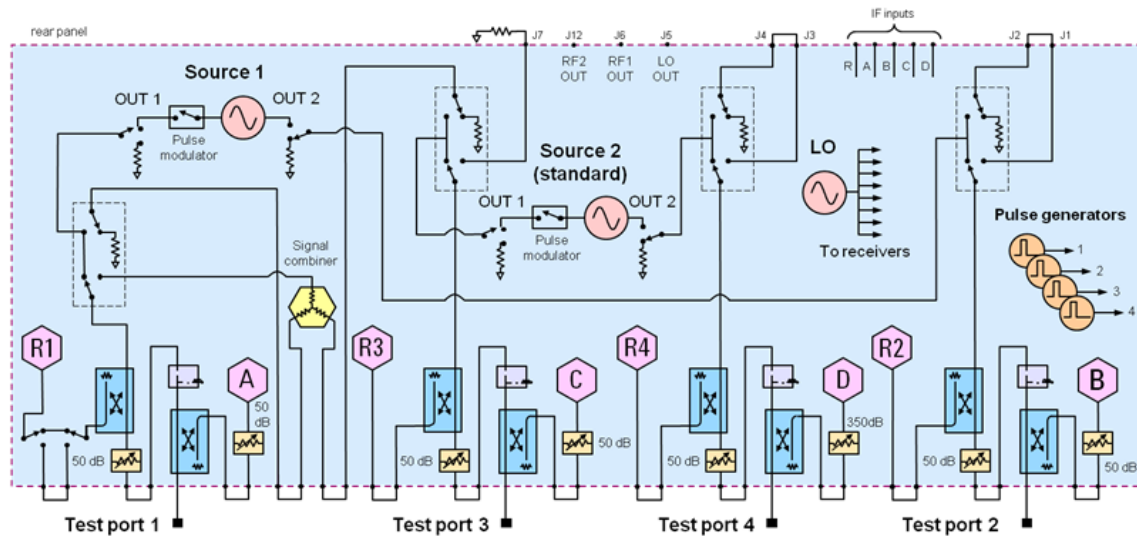 rear panel
J7
J12
J6
J5
J4
J3
IF inputs
J2
J1
RF2
OUT
RF1
OUT
LO
OUT
R
A
B
C
D
Source 1
OUT 1
OUT 2
Pulse
modulator
Source 2
(standard)
OUT 1
OUT 2
Pulse
modulator
LO
To receivers
Pulse generators
1
2
3
4
Signal
combiner
R1
A
R3
C
R4
D
R2
B
50
dB
50 dB
50 dB
50 dB
50 dB
350dB
50 dB
50 dB
Test port 1
Test port 3
Test port 4
Test port 2